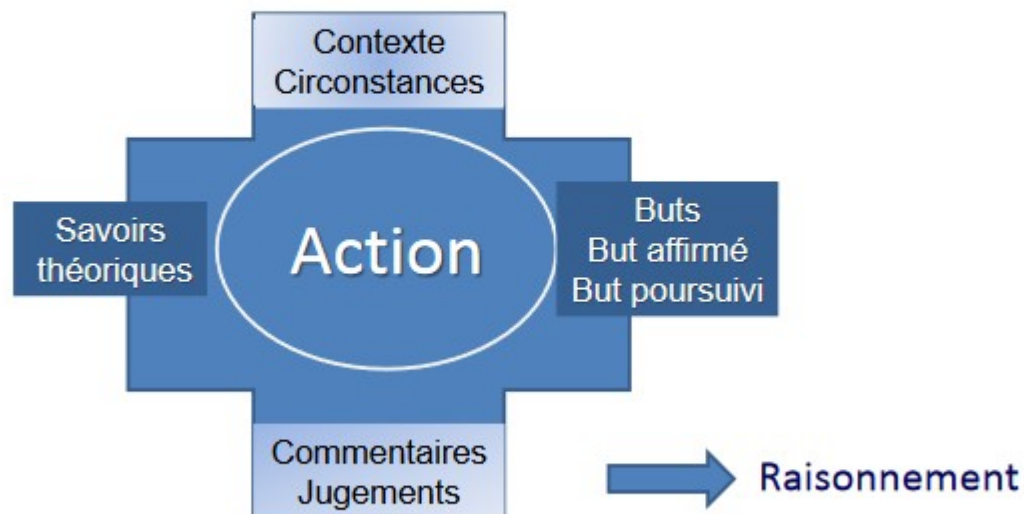 Contexte
Circonstances
Savoirs
théoriques
Action
Buts
But affirmé
But poursuivi
Commentaires
Jugements
Raisonnement